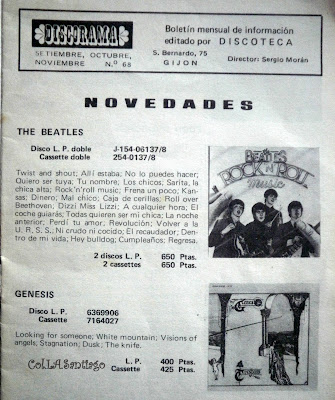 DISCORAMA
SETIEMBRE, OCTUBRE,
NOVIEMBRE N.º 68
Boletín mensual de información
editado por DISCOTECA
S. Bernardo, 75
GIJON Director: Sergio Morán
NOVEDADES
THE BEATLES
Disco L. P. doble J-154-06137/8
Cassette doble 254-0137/8
Twist and shout; Allí estaba; No lo puedes hacer;
Quiero ser tuya; Tu nombre; Los chicos; Sarita, la
chica alta; Rock'n'roll music; Frena un poco; Kan-
sas; Dinero; Mal chico; Caja de cerillas; Roll over
Beethoven; Dizzi Miss Lizzi; A cualquier hora; El
coche guiarás; Todas quieren ser mi chica; La noche
anterior; Perdí tu amor; Revolución; Volver a la
U. R. S. S.; Ni crudo ni cocido; El recaudador; Den-
tro de mi vida; Hey bulldog; Cumpleaños; Regresa.
2 discos L. P. 650 Ptas.
2 cassettes 650 Ptas.
BEATLES
ROCK'N'ROLL
Music
GENESIS
Disco L. P. 6369906
Cassette 7164027
Looking for someone; White mountain; Visions of
angels; Stagnation; Dusk; The knife.
L. P. 400 Ptas.
Cassette 425 Ptas.
Col.L.A.Santiago